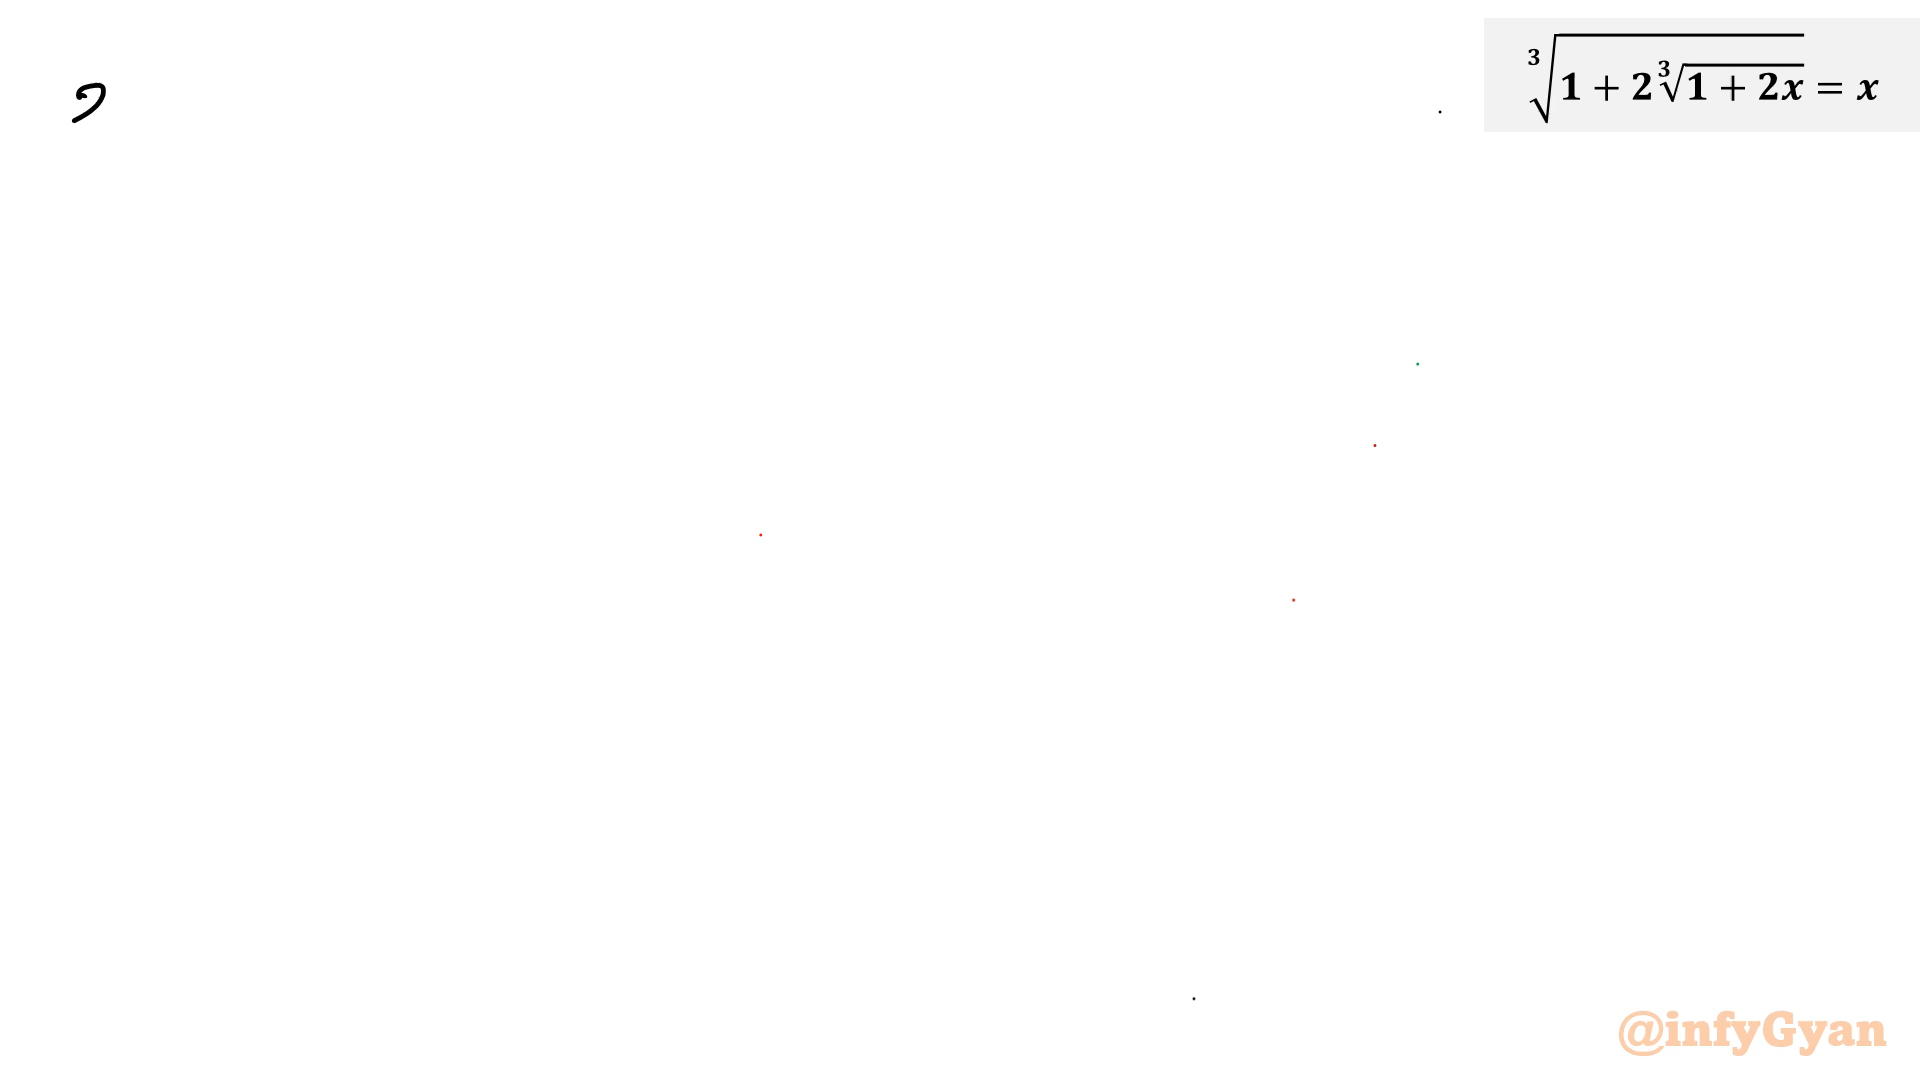 ∛(1 + 2∛(1 + 2x)) = x
@infyGyan